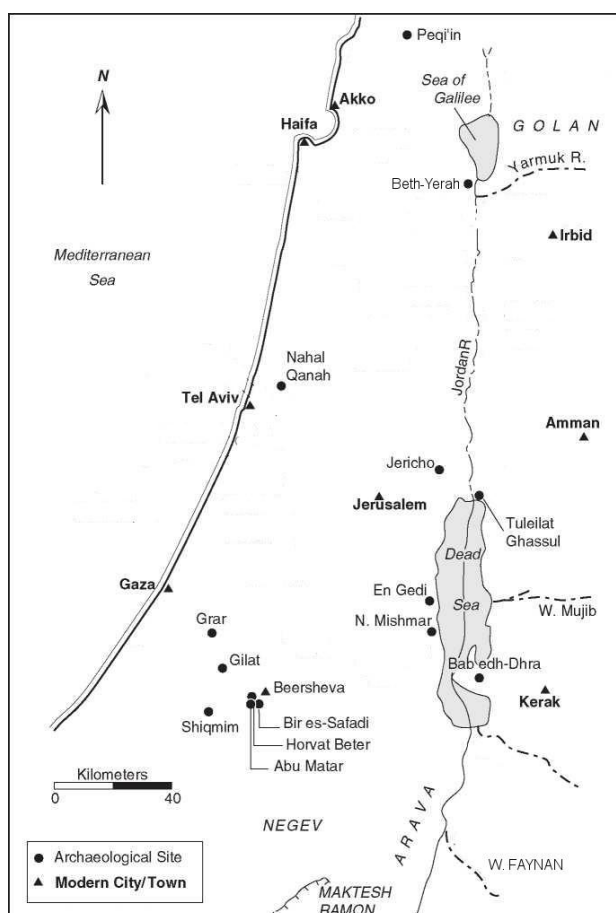 Peqi'in
Sea of
Galilee
N
Akko
Haifa
GOLAN
Yarmuk R.
Beth-Yerah
Irbid
Mediterranean
Sea
Nahal
Qanah
JordanR
Tel Aviv
Amman
Jericho
Jerusalem
Tuleilat
Ghassul
Dead
Sea
Gaza
En Gedi
W. Mujib
Grar
N. Mishmar
Gilat
Bab edh-Dhra
Beersheva
Kerak
Shiqmim
Bir es-Safadi
Horvat Beter
Abu Matar
Kilometers
0 40
ARAVA
NEGEV
Archaeological Site
Modern City/Town
W. FAYNAN
MAKTESH
RAMON